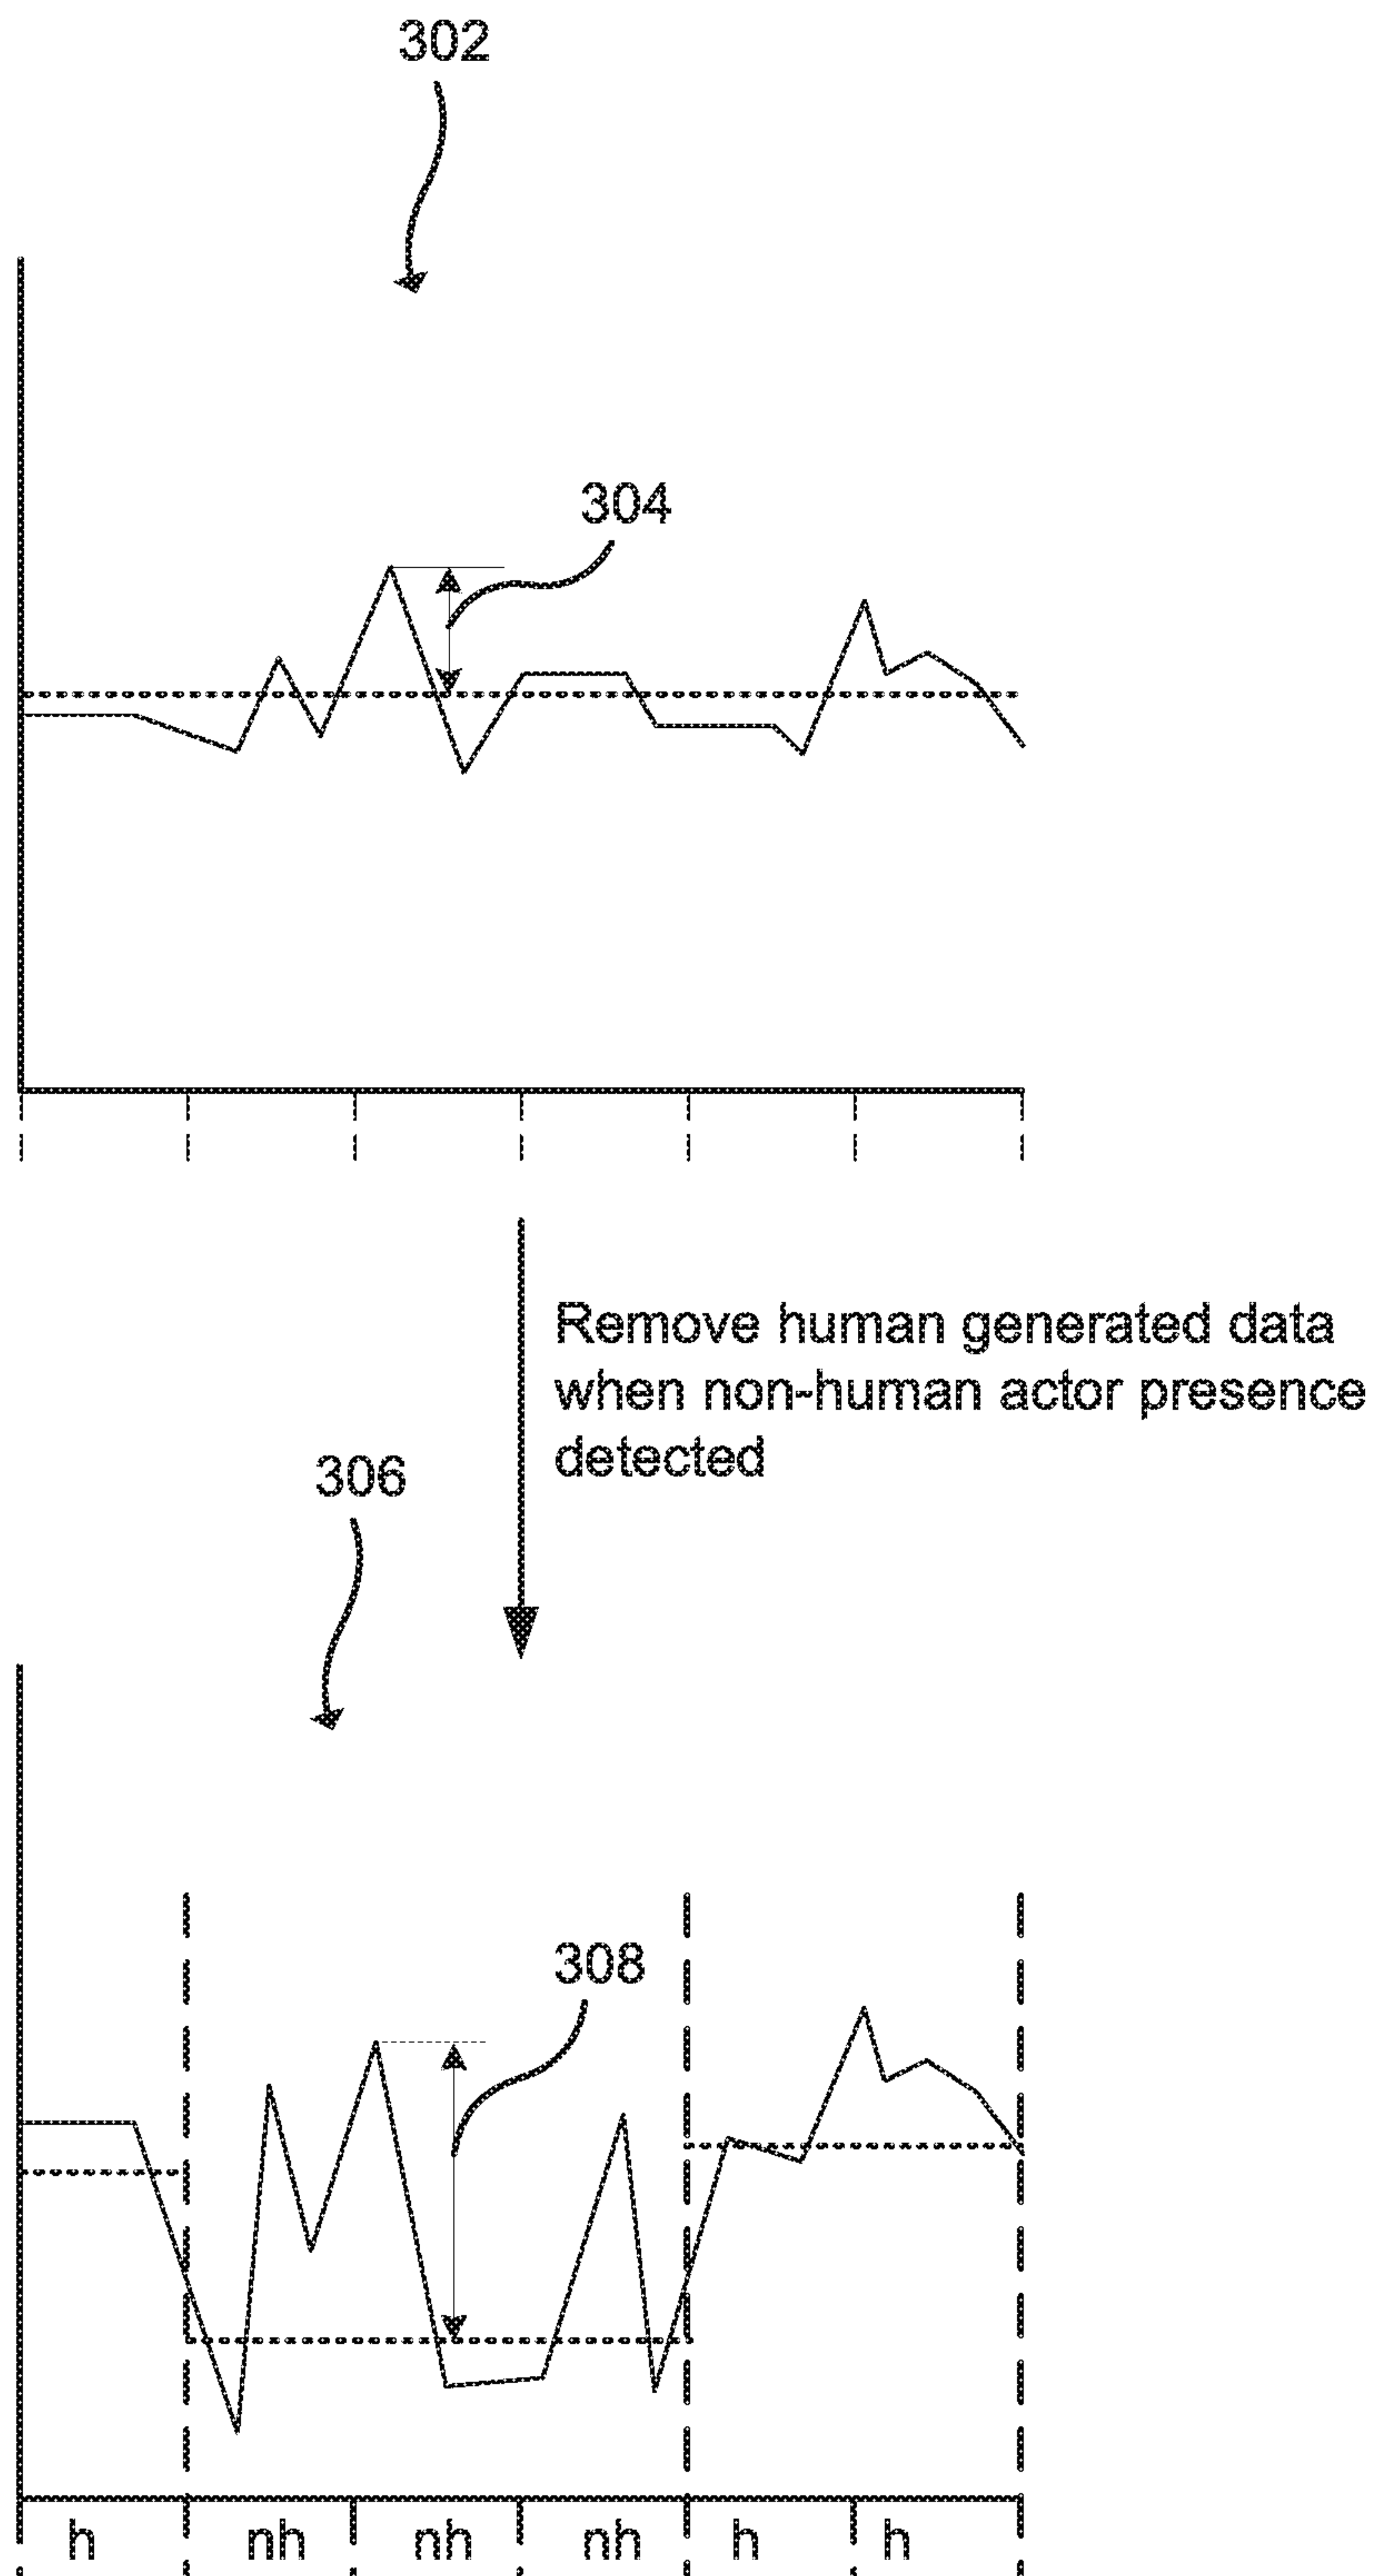 302
304
Remove human generated data
when non-human actor presence
detected
306
308
h nh nh nh h h